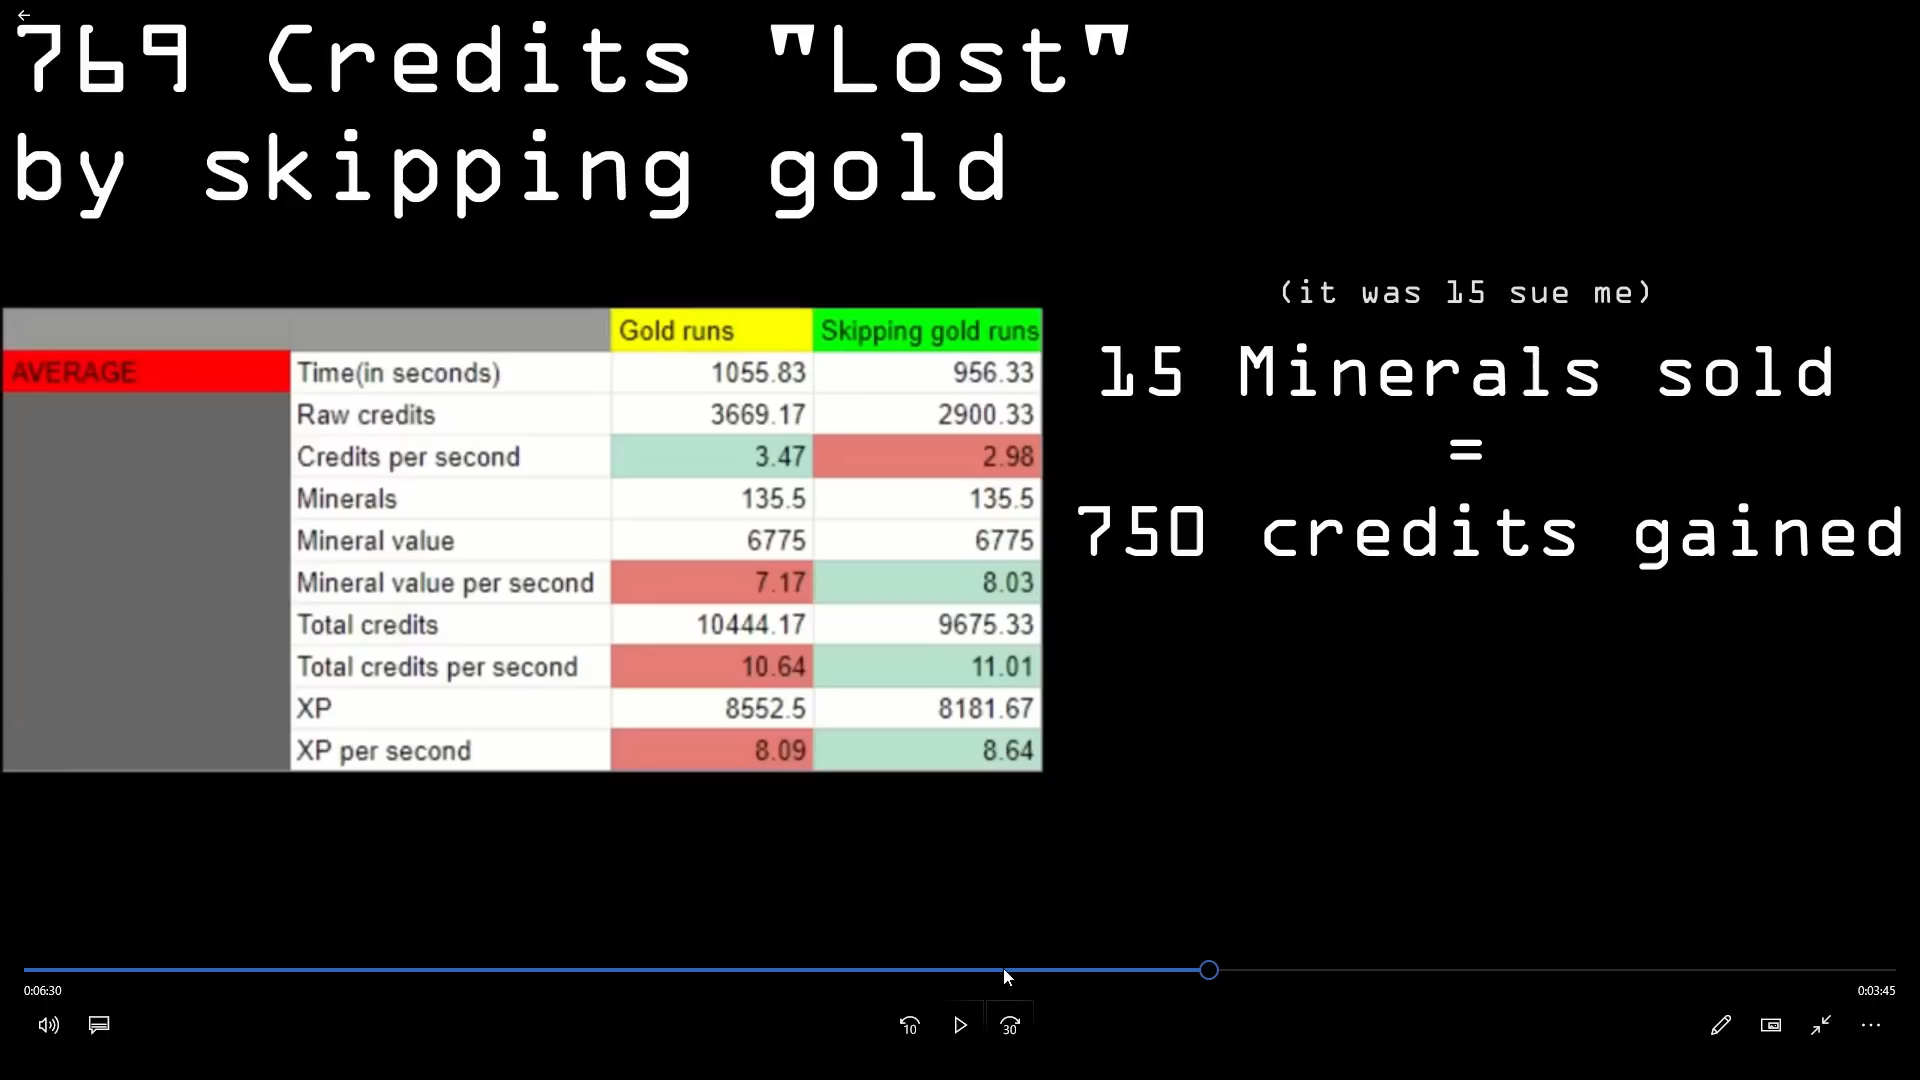 769 Credits "Lost"
by skipping gold
(it was 15 sue me)
15 Minerals sold
=
750 credits gained
Gold runs Skipping gold runs
AVERAGE Time(in seconds) 1055.83 956.33
Raw credits 3669.17 2900.33
Credits per second 3.47 2.98
Minerals 135.5 135.5
Mineral value 6775 6775
Mineral value per second 7.17 8.03
Total credits 10444.17 9675.33
Total credits per second 10.64 11.01
XP 8552.5 8181.67
XP per second 8.09 8.64
0:06:30 0:03:45
10 30